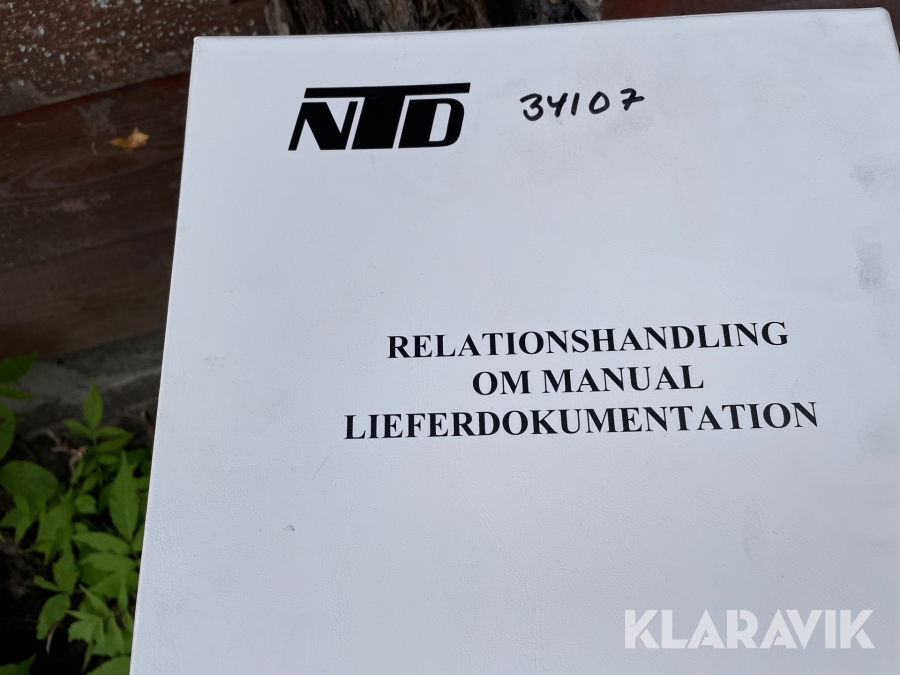 NTD 34107
RELATIONSHANDLING
OM MANUAL
LIEFERDOKUMENTATION
KLARAVIK